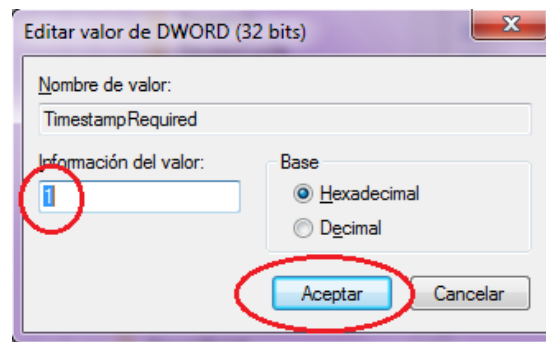 Editar valor de DWORD (32 bits)
Nombre de valor:
TimestampRequired
Información del valor:
1
Base
Hexadecimal
Decimal
Aceptar
Cancelar